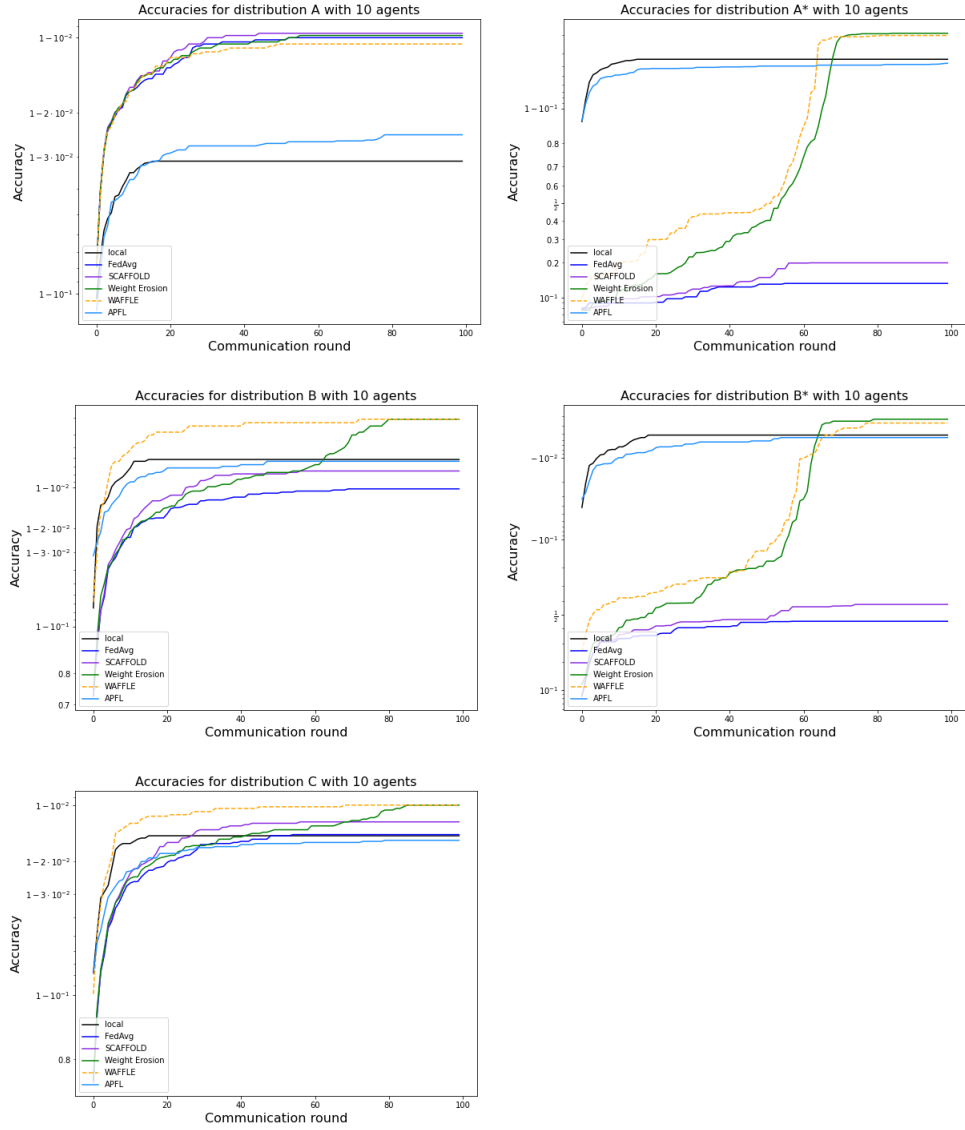 Accuracies for distribution A with 10 agents
1 − 10^{-2}
1 − 2·10^{-2}
1 − 3·10^{-2}
1 − 10^{-1}
Accuracy
local
FedAvg
SCAFFOLD
Weight Erosion
WAFFLE
APFL
0 20 40 60 80 100
Communication round
Accuracies for distribution A* with 10 agents
1 − 10^{-1}
0.8
0.7
0.6
1/2
0.4
0.3
0.2
10^{-1}
Accuracy
local
FedAvg
SCAFFOLD
Weight Erosion
WAFFLE
APFL
0 20 40 60 80 100
Communication round
Accuracies for distribution B with 10 agents
1 − 10^{-2}
1 − 2·10^{-2}
1 − 3·10^{-2}
1 − 10^{-1}
0.8
0.7
Accuracy
local
FedAvg
SCAFFOLD
Weight Erosion
WAFFLE
APFL
0 20 40 60 80 100
Communication round
Accuracies for distribution B* with 10 agents
− 10^{-2}
− 10^{-1}
1/2
10^{-1}
Accuracy
local
FedAvg
SCAFFOLD
Weight Erosion
WAFFLE
APFL
0 20 40 60 80 100
Communication round
Accuracies for distribution C with 10 agents
1 − 10^{-2}
1 − 2·10^{-2}
1 − 3·10^{-2}
1 − 10^{-1}
0.8
Accuracy
local
FedAvg
SCAFFOLD
Weight Erosion
WAFFLE
APFL
0 20 40 60 80 100
Communication round